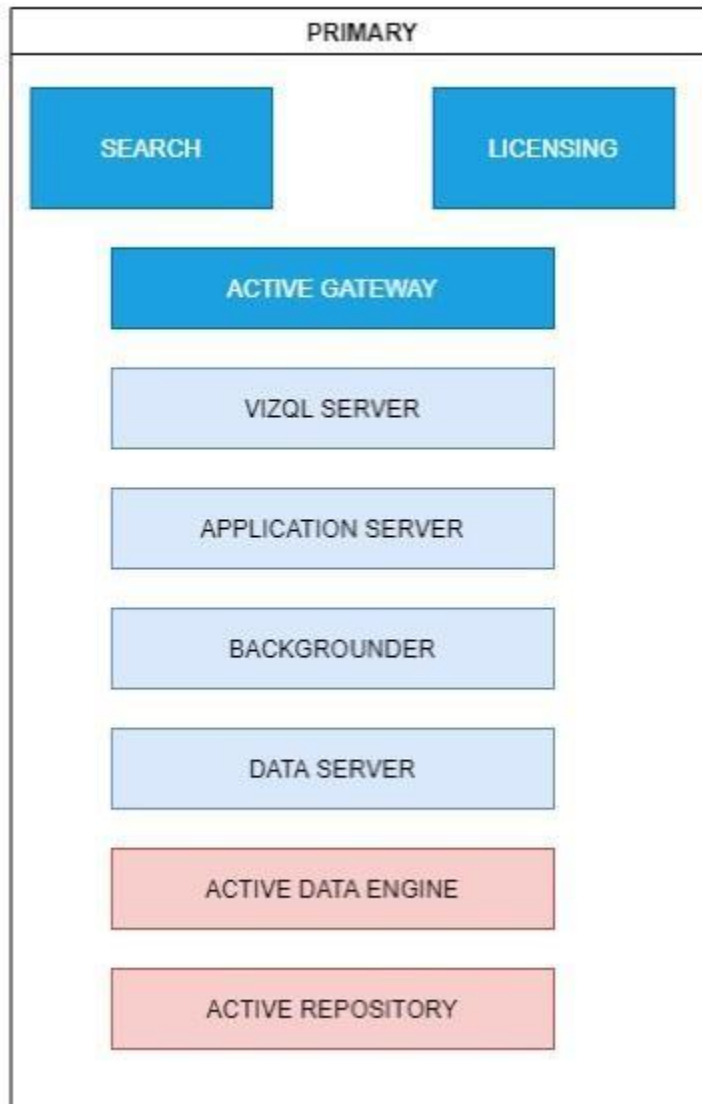 PRIMARY
SEARCH
LICENSING
ACTIVE GATEWAY
VIZQL SERVER
APPLICATION SERVER
BACKGROUNDER
DATA SERVER
ACTIVE DATA ENGINE
ACTIVE REPOSITORY